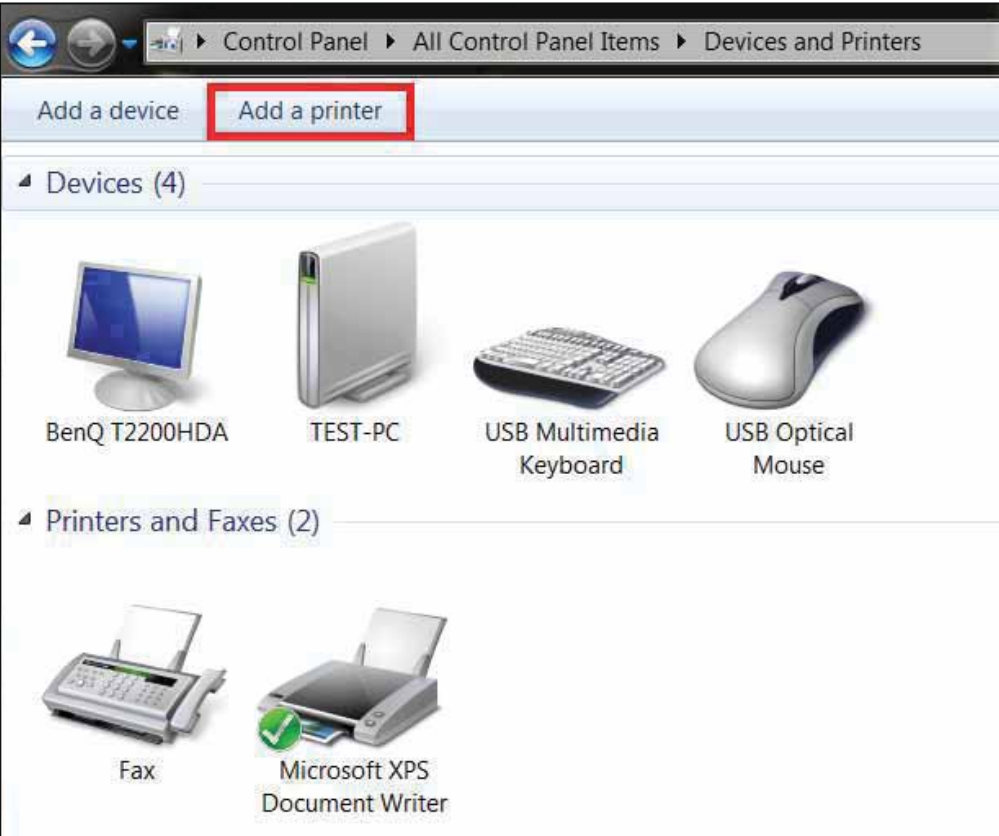 Control Panel All Control Panel Items Devices and Printers
Add a device Add a printer
Devices (4)
BenQ T2200HDA TEST-PC USB Multimedia Keyboard USB Optical Mouse
Printers and Faxes (2)
Fax Microsoft XPS Document Writer